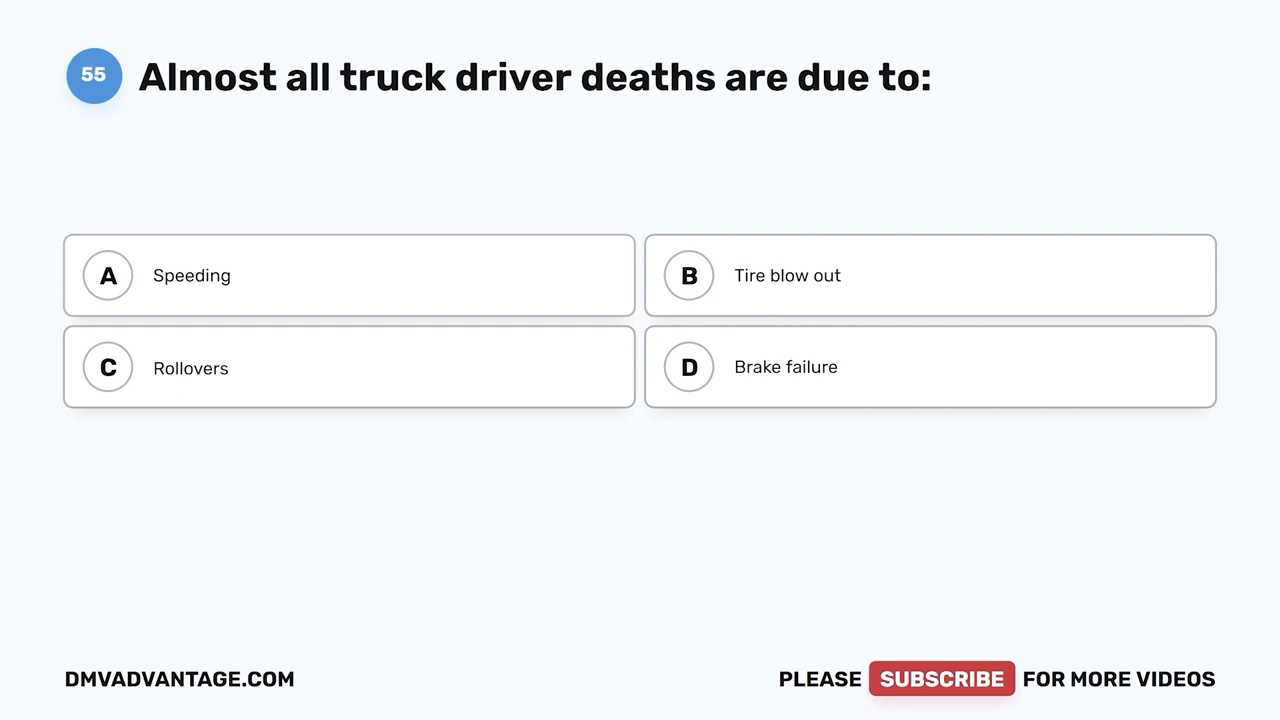 55 Almost all truck driver deaths are due to:
A Speeding
B Tire blow out
C Rollovers
D Brake failure
DMVADVANTAGE.COM
PLEASE SUBSCRIBE FOR MORE VIDEOS